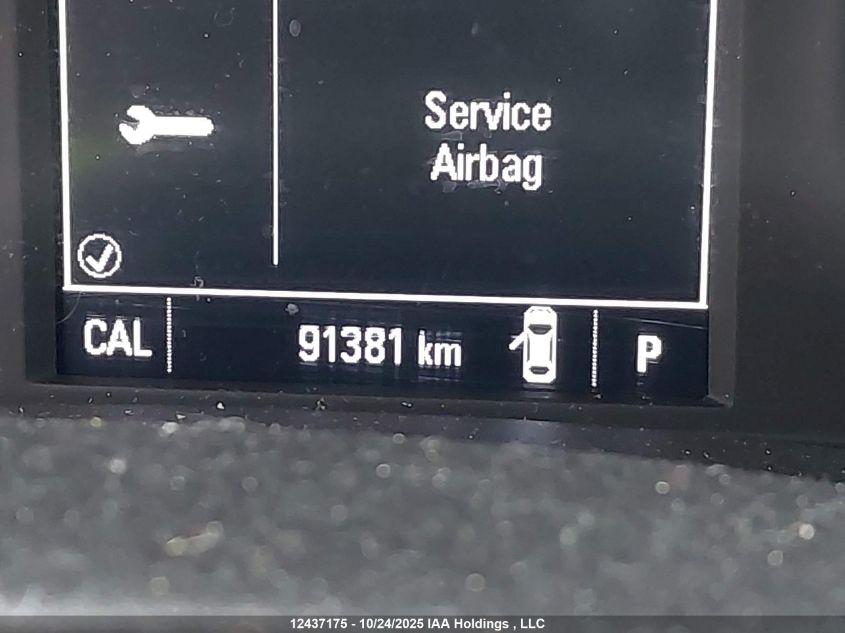 Service
Airbag
CAL 91381 km P
12437175 - 10/24/2025 IAA Holdings , LLC